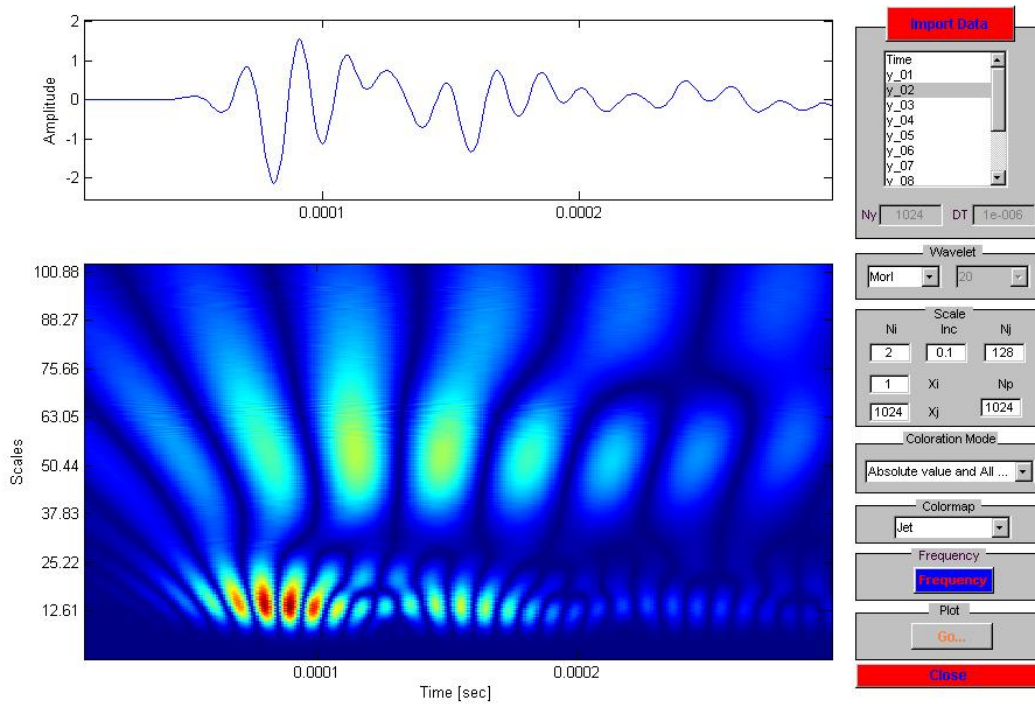 2
1
0
-1
-2
Amplitude
0.0001 0.0002
100.88
88.27
75.66
63.05
50.44
37.83
25.22
12.61
Scales
0.0001 0.0002
Time [sec]
Import Data
Time
y_01
y_02
y_03
y_04
y_05
y_06
y_07
y_08
Ny 1024 DT 1e-006
Wavelet
Morl 20
Scale
Ni Inc Nj
2 0.1 128
1 Xi Np
1024 Xj 1024
Coloration Mode
Absolute value and All ...
Colormap
Jet
Frequency
Frequency
Plot
Go...
Close